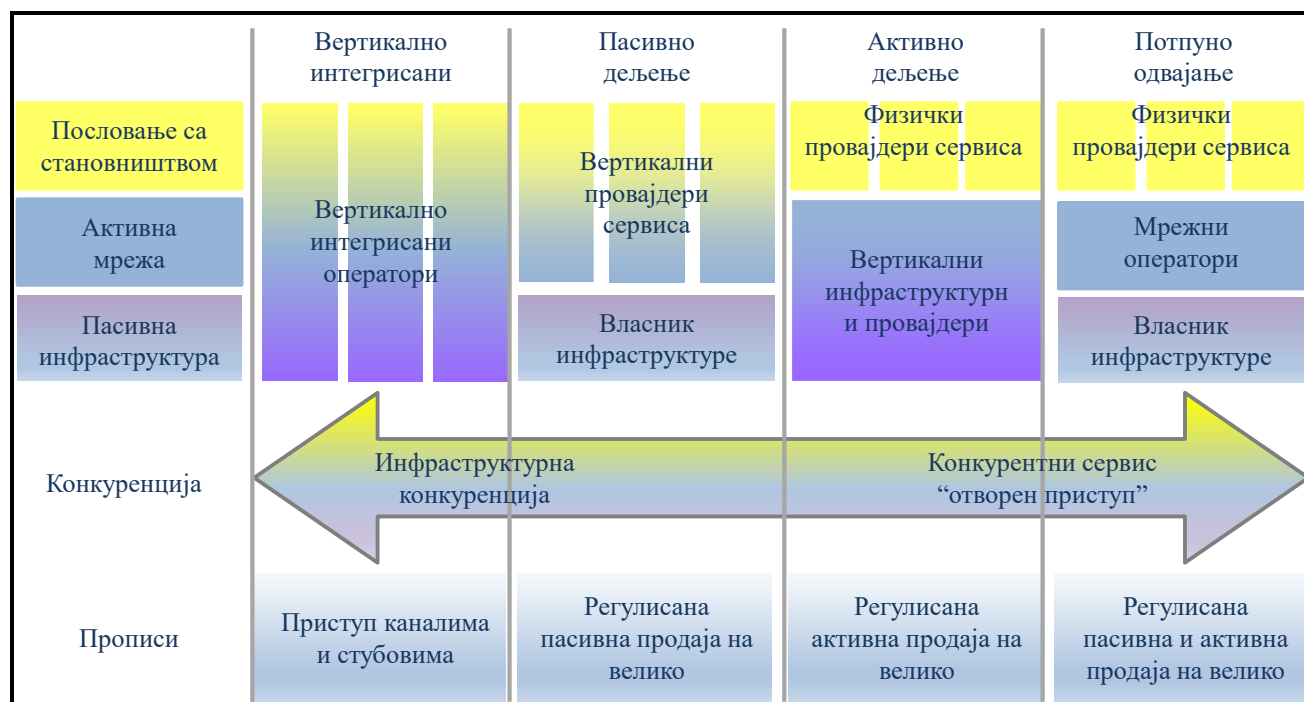 Вертикално
интегрисани
Пасивно
дељење
Активно
дељење
Потпуно
одвајање
Пословање са
становништвом
Вертикално
интегрисани
оператори
Вертикални
провајдери
сервиса
Физички
провајдери сервиса
Физички
провајдери сервиса
Активна
мрежа
Вертикални
инфраструктурн
и провајдери
Мрежни
оператори
Пасивна
инфраструктура
Власник
инфраструктуре
Власник
инфраструктуре
Конкуренција
Инфраструктурна
конкуренција
Конкурентни сервис
“отворен приступ”
Прописи
Приступ каналима
и стубовима
Регулисана
пасивна продаја на
велико
Регулисана
активна продаја на
велико
Регулисана
пасивна и активна
продаја на велико